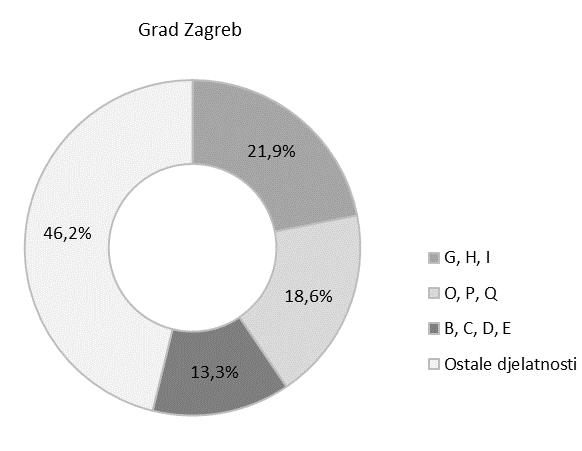 Grad Zagreb
21,9%
46,2%
18,6%
13,3%
G, H, I
O, P, Q
B, C, D, E
Ostale djelatnosti